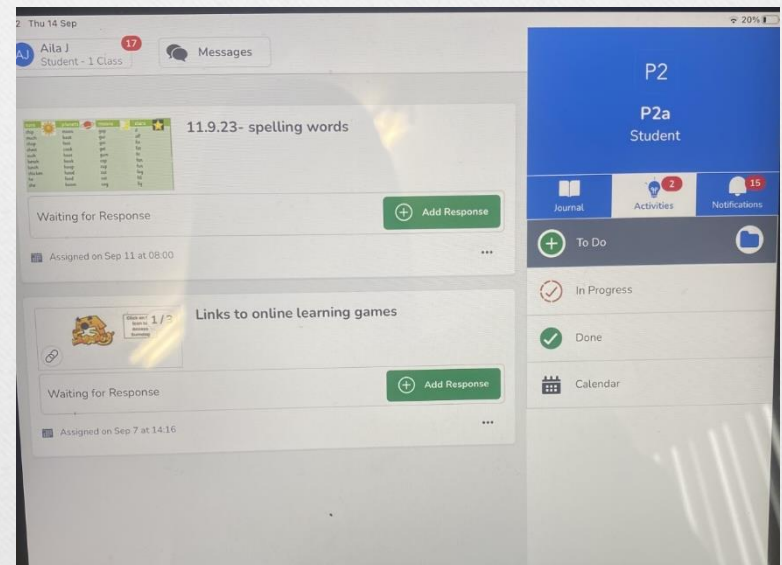 2 Thu 14 Sep
20%
AJ
Aila J
17
Student - 1 Class
Messages
11.9.23- spelling words
Waiting for Response
Add Response
Assigned on Sep 11 at 08:00
...
1/3
Links to online learning games
Waiting for Response
Add Response
Assigned on Sep 7 at 14:16
...
P2
P2a
Student
Journal
2
Activities
15
Notifications
To Do
In Progress
Done
Calendar